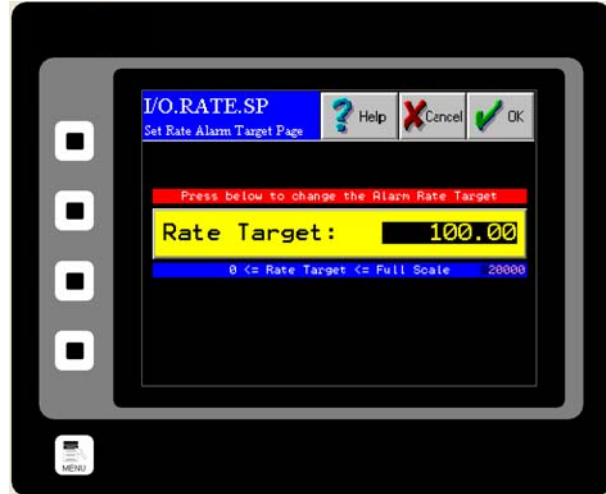 I/O.RATE.SP
Set Rate Alarm Target Page
Help
Cancel
OK
Press below to change the Alarm Rate Target
Rate Target: 100.00
0 <= Rate Target <= Full Scale 20000
MENU